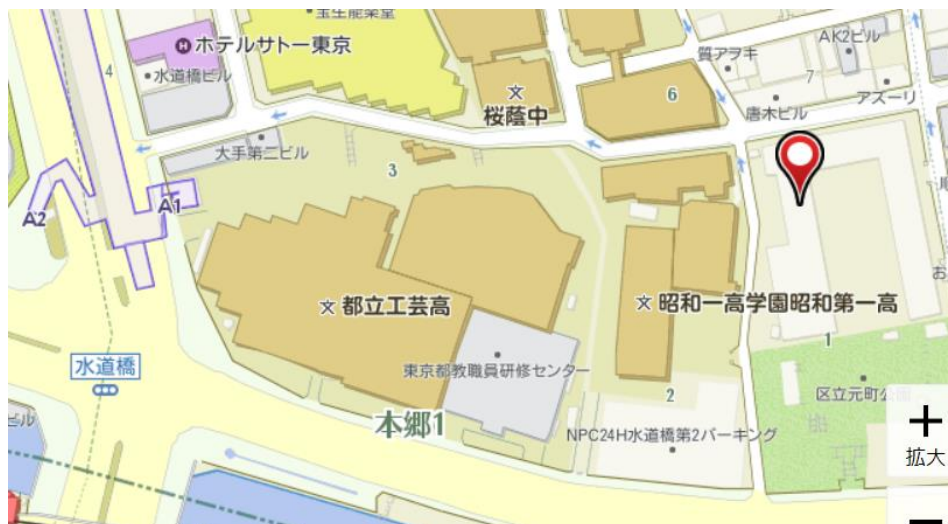 宝生能楽堂
ホテルサトー東京
H
4
水道橋ビル
AK2ビル
質アヲキ
7
6
アズーリ
桜蔭中
唐木ビル
大手第二ビル
3
A1
A2
お
都立工芸高
昭和一高学園昭和第一高
1
水道橋
東京都教職員研修センター
2
区立元町公
本郷1
ビル
NPC24H水道橋第2パーキング
+
拡大